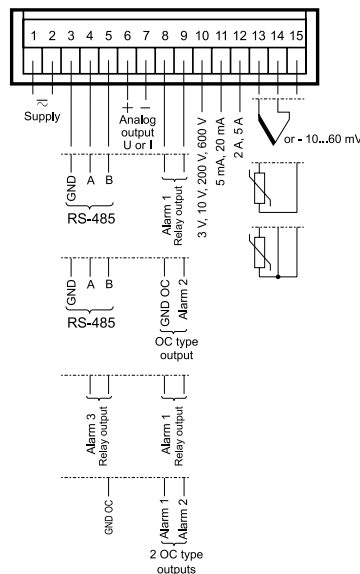 1 2 3 4 5 6 7 8 9 10 11 12 13 14 15
Supply
+ −
Analog
output
U or I
3 V, 10 V, 200 V, 600 V
5 mA, 20 mA
2 A, 5 A
or - 10...60 mV
GND
A
B
RS-485
Alarm 1
Relay output
GND
A
B
RS-485
GND OC
Alarm 2
OC type
output
Alarm 3
Relay output
Alarm 1
Relay output
GND OC
Alarm 1
Alarm 2
2 OC type
outputs